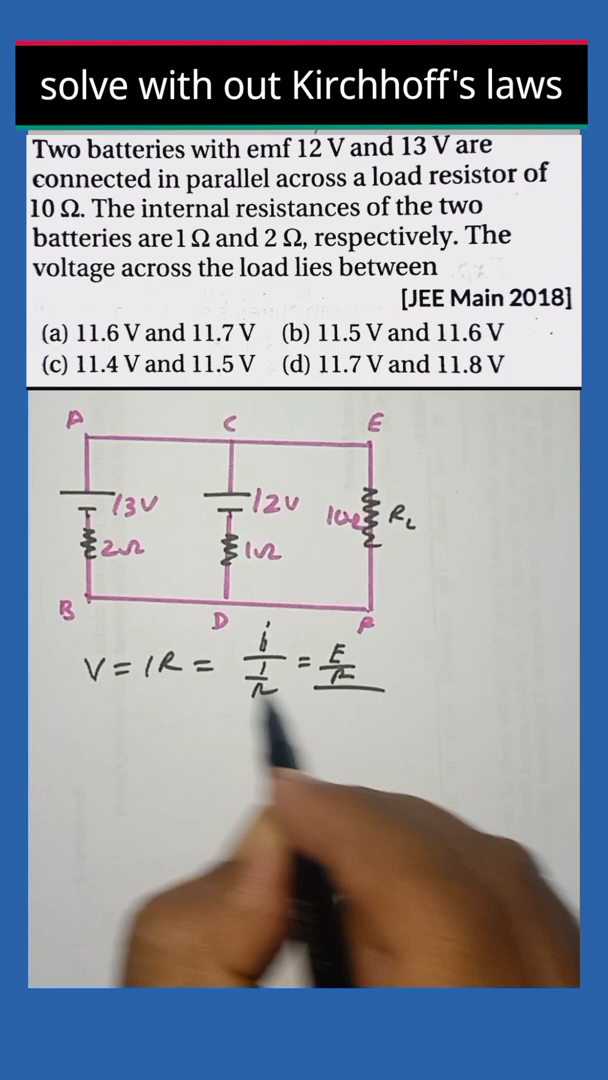 solve with out Kirchhoff's laws
Two batteries with emf 12 V and 13 V are
connected in parallel across a load resistor of
10 Ω. The internal resistances of the two
batteries are 1 Ω and 2 Ω, respectively. The
voltage across the load lies between
[JEE Main 2018]
(a) 11.6 V and 11.7 V (b) 11.5 V and 11.6 V
(c) 11.4 V and 11.5 V (d) 11.7 V and 11.8 V
A C E
13V 12V RL
2Ω 1Ω
B D F
V = IR =